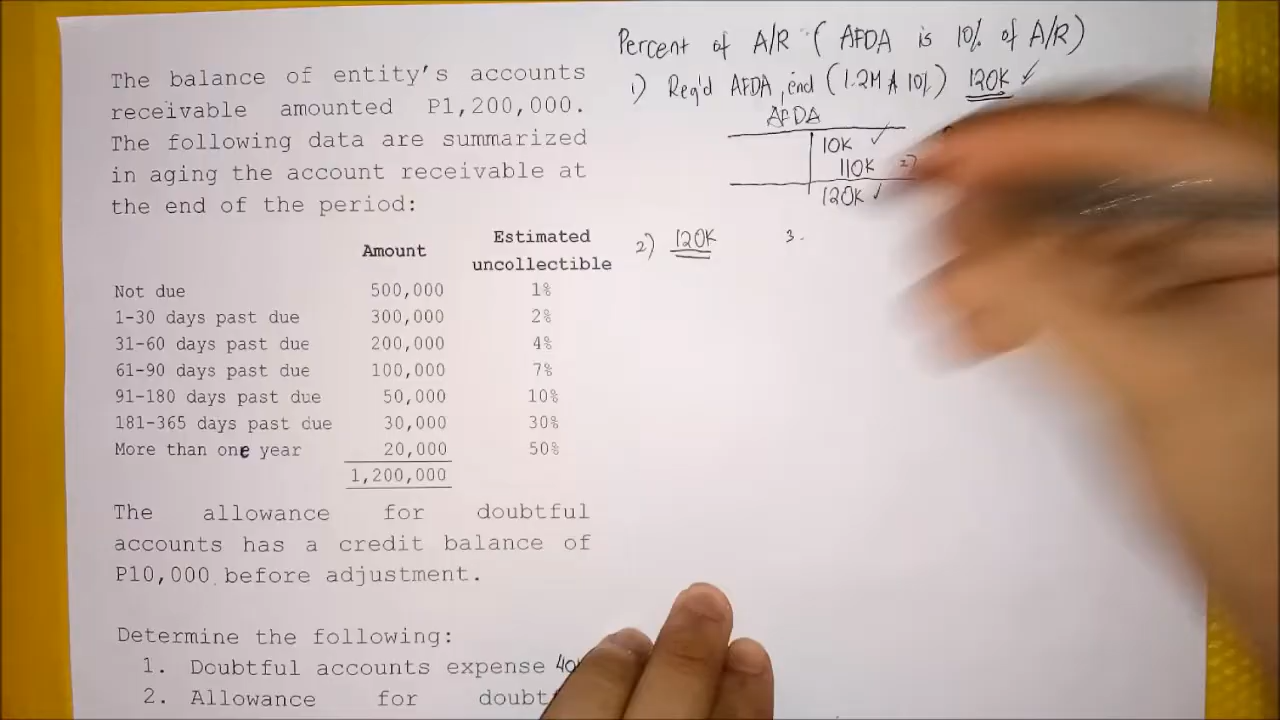 The balance of entity's accounts
receivable amounted P1,200,000.
The following data are summarized
in aging the account receivable at
the end of the period:
Amount Estimated uncollectible
Not due 500,000 1%
1-30 days past due 300,000 2%
31-60 days past due 200,000 4%
61-90 days past due 100,000 7%
91-180 days past due 50,000 10%
181-365 days past due 30,000 30%
More than one year 20,000 50%
1,200,000
The allowance for doubtful
accounts has a credit balance of
P10,000 before adjustment.
Determine the following:
1. Doubtful accounts expense
2. Allowance for
Percent of A/R (AFDA is 10% of A/R)
1) Req'd AFDA, end (1.2M x 10%) 120K ✓
AFDA
10K ✓
110K
120K ✓
2) 120K 3.